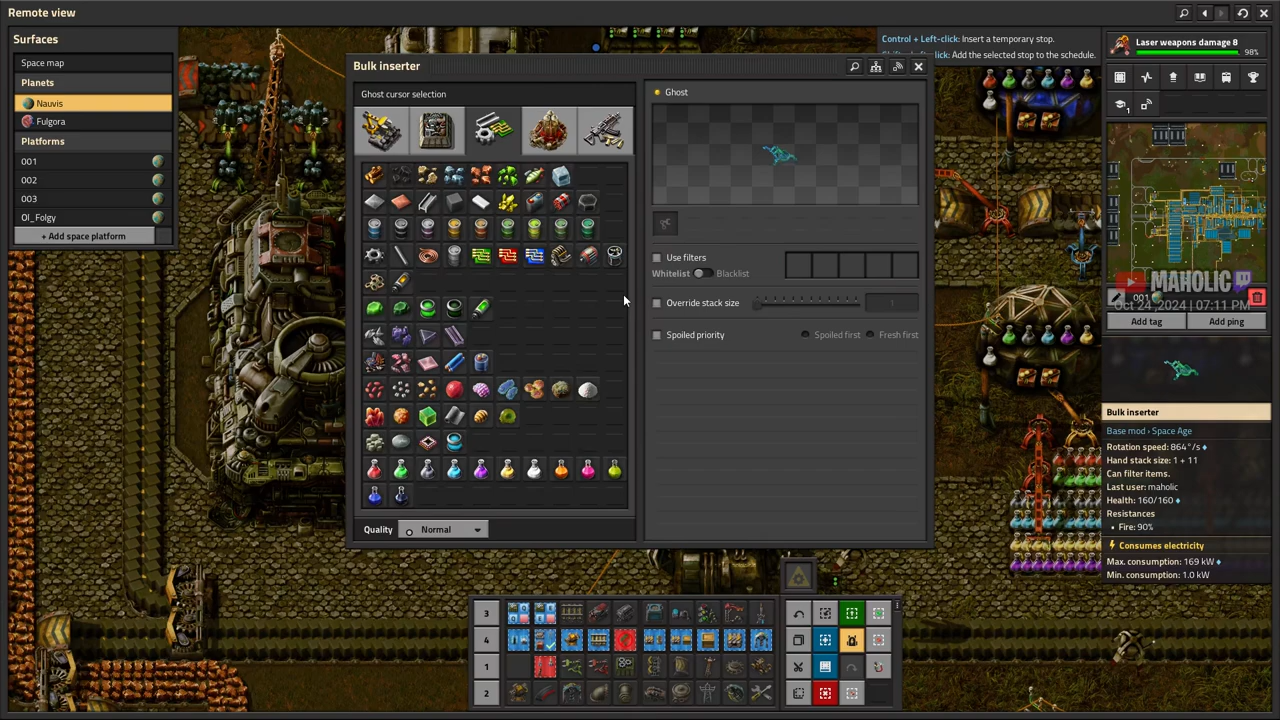 Remote view
Surfaces
Space map
Planets
Nauvis
Fulgora
Platforms
001
002
003
Ol_Folgy
+ Add space platform
Bulk inserter
Ghost cursor selection
Quality
Normal
Ghost
Use filters
Whitelist
Blacklist
Override stack size
1
Spoiled priority
Spoiled first
Fresh first
Control + Left-click: Insert a temporary stop.
click: Add the selected stop to the schedule.
Laser weapons damage 8
98%
1
MAHOLIC
001
Oct 24,2024 | 07:11 PM
Add tag
Add ping
Bulk inserter
Base mod › Space Age
Rotation speed: 864°/s
Hand stack size: 1 + 11
Can filter items.
Last user: maholic
Health: 160/160
Resistances
• Fire: 90%
Consumes electricity
Max. consumption: 169 kW
Min. consumption: 1.0 kW
3
4
1
2